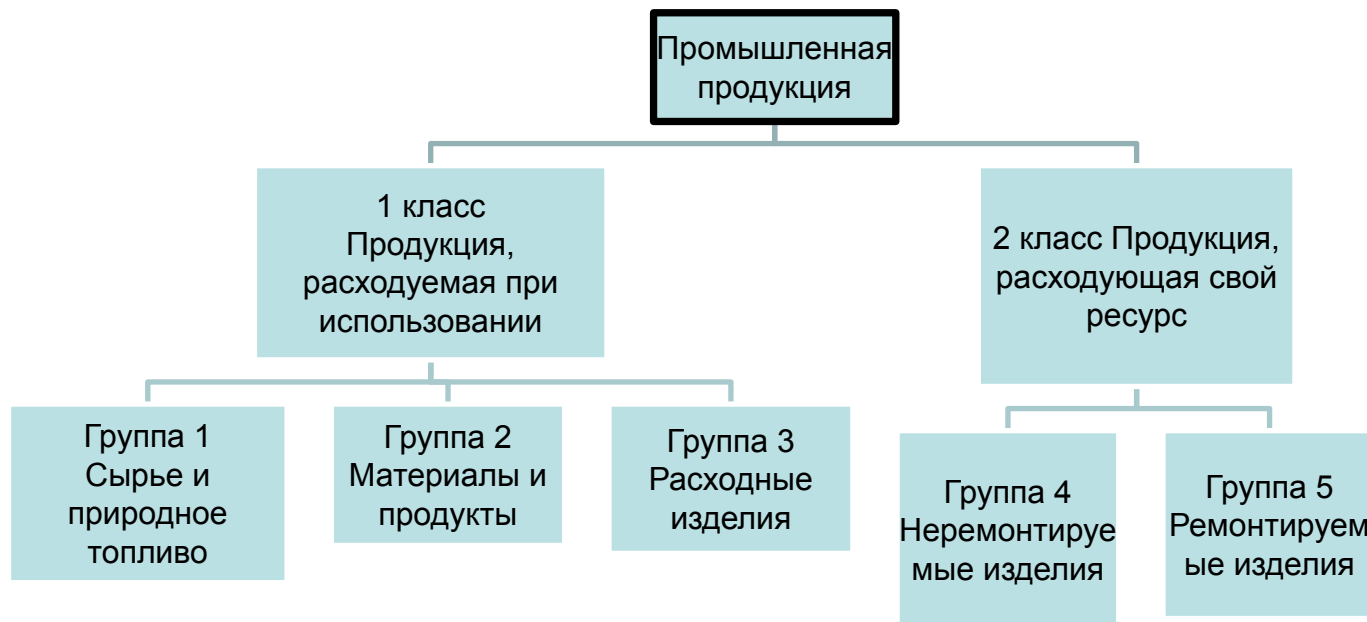 Промышленная
продукция
1 класс
Продукция,
расходуемая при
использовании
2 класс Продукция,
расходующая свой
ресурс
Группа 1
Сырье и
природное
топливо
Группа 2
Материалы и
продукты
Группа 3
Расходные
изделия
Группа 4
Неремонтируе
мые изделия
Группа 5
Ремонтируем
ые изделия